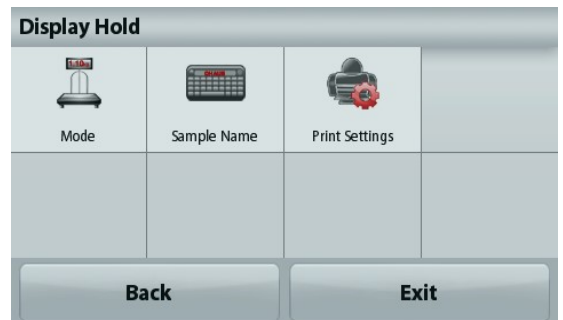 Display Hold
Mode
Sample Name
Print Settings
Back
Exit